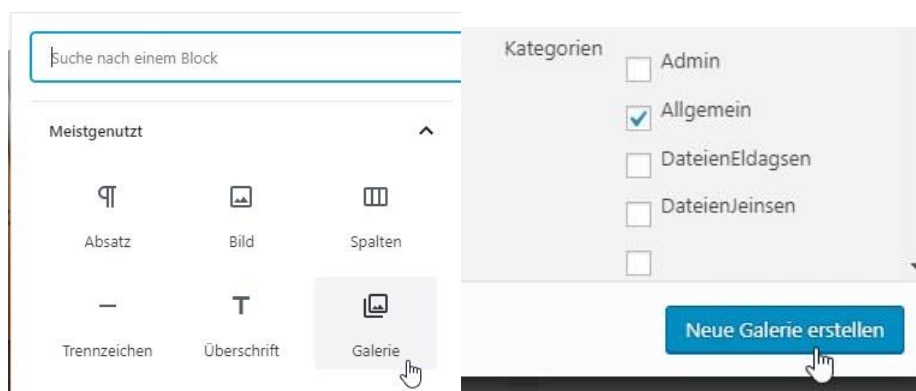 Suche nach einem Block
Meistgenutzt
Absatz
Bild
Spalten
Trennzeichen
Überschrift
Galerie
Kategorien
Admin
Allgemein
DateienEldagsen
DateienJeinsen
Neue Galerie erstellen